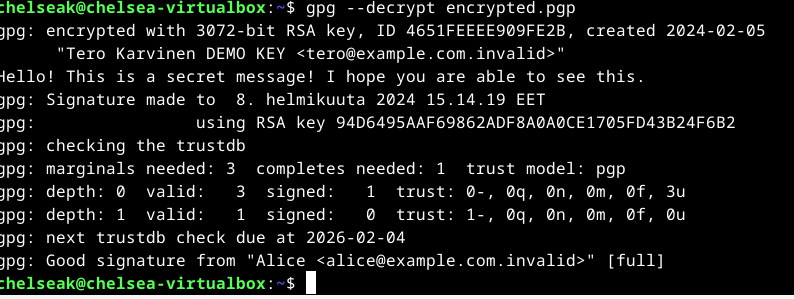 chelseak@chelsea-virtualbox:~$ gpg --decrypt encrypted.pgp
gpg: encrypted with 3072-bit RSA key, ID 4651FEEEE909FE2B, created 2024-02-05
      "Tero Karvinen DEMO KEY <tero@example.com.invalid>"
Hello! This is a secret message! I hope you are able to see this.
gpg: Signature made to  8. helmikuuta 2024 15.14.19 EET
gpg:                using RSA key 94D6495AAF69862ADF8A0A0CE1705FD43B24F6B2
gpg: checking the trustdb
gpg: marginals needed: 3  completes needed: 1  trust model: pgp
gpg: depth: 0  valid:   3  signed:   1  trust: 0-, 0q, 0n, 0m, 0f, 3u
gpg: depth: 1  valid:   1  signed:   0  trust: 1-, 0q, 0n, 0m, 0f, 0u
gpg: next trustdb check due at 2026-02-04
gpg: Good signature from "Alice <alice@example.com.invalid>" [full]
chelseak@chelsea-virtualbox:~$